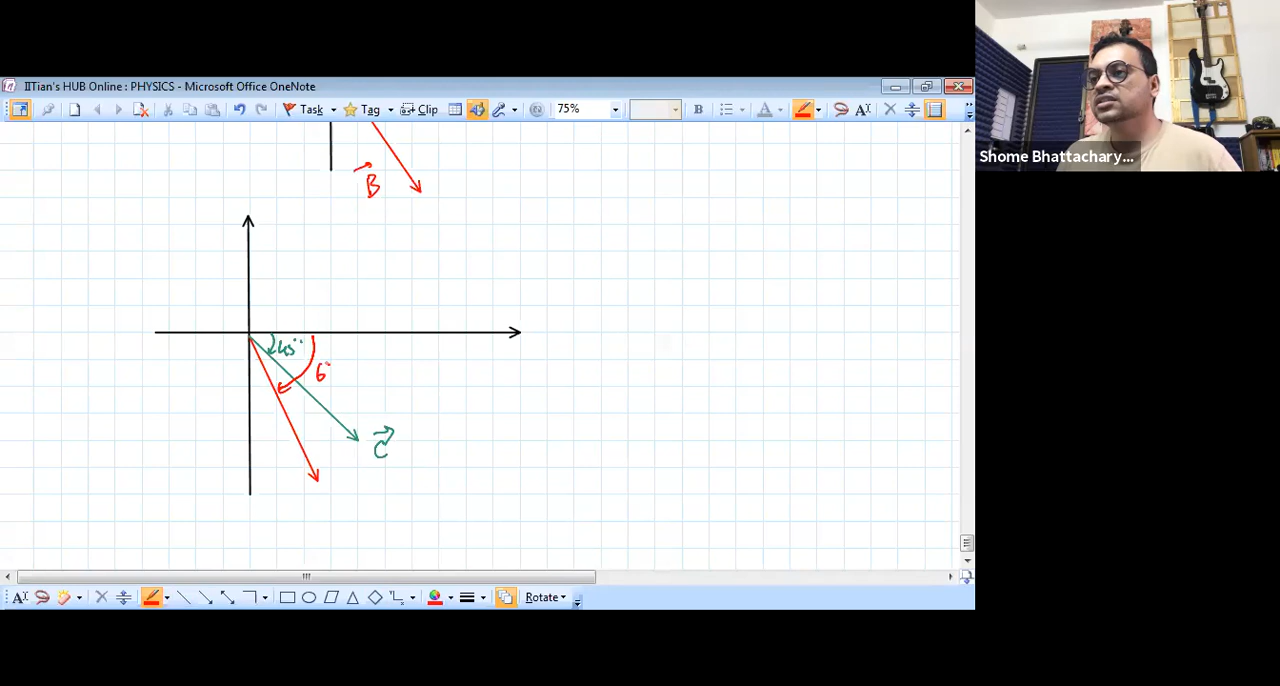 IITian's HUB Online : PHYSICS - Microsoft Office OneNote
Task Tag Clip 75% B A A
B
45°
6
C
Shome Bhattachary...
A Rotate